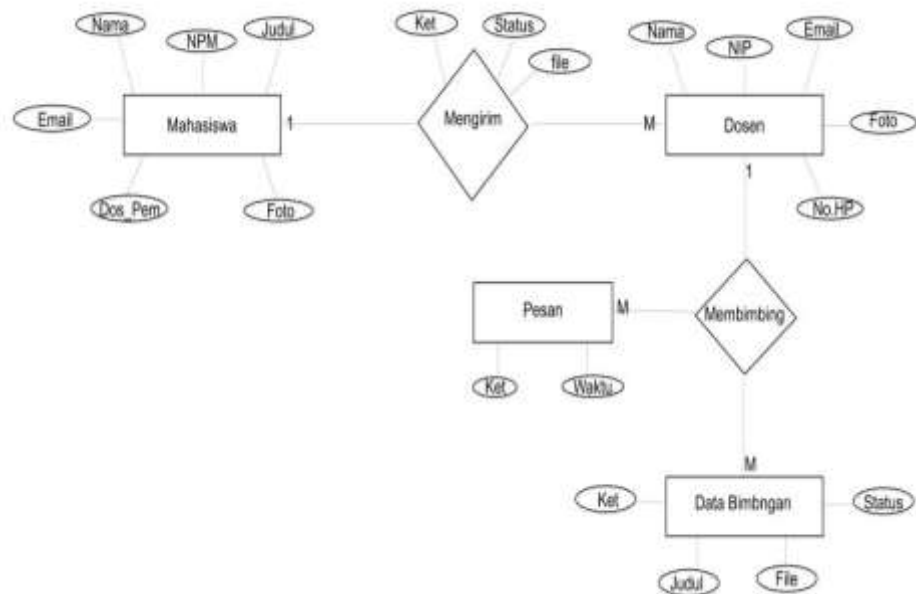 Nama
NPM
Judul
Ket
Status
file
Nama
NIP
Email
Email
Mahasiswa
1
Mengirim
M
Dosen
Foto
Dos_Pem
Foto
1
No.HP
Pesan
M
Membimbing
Ket
Waktu
M
Ket
Data Bimbngan
Status
Judul
File